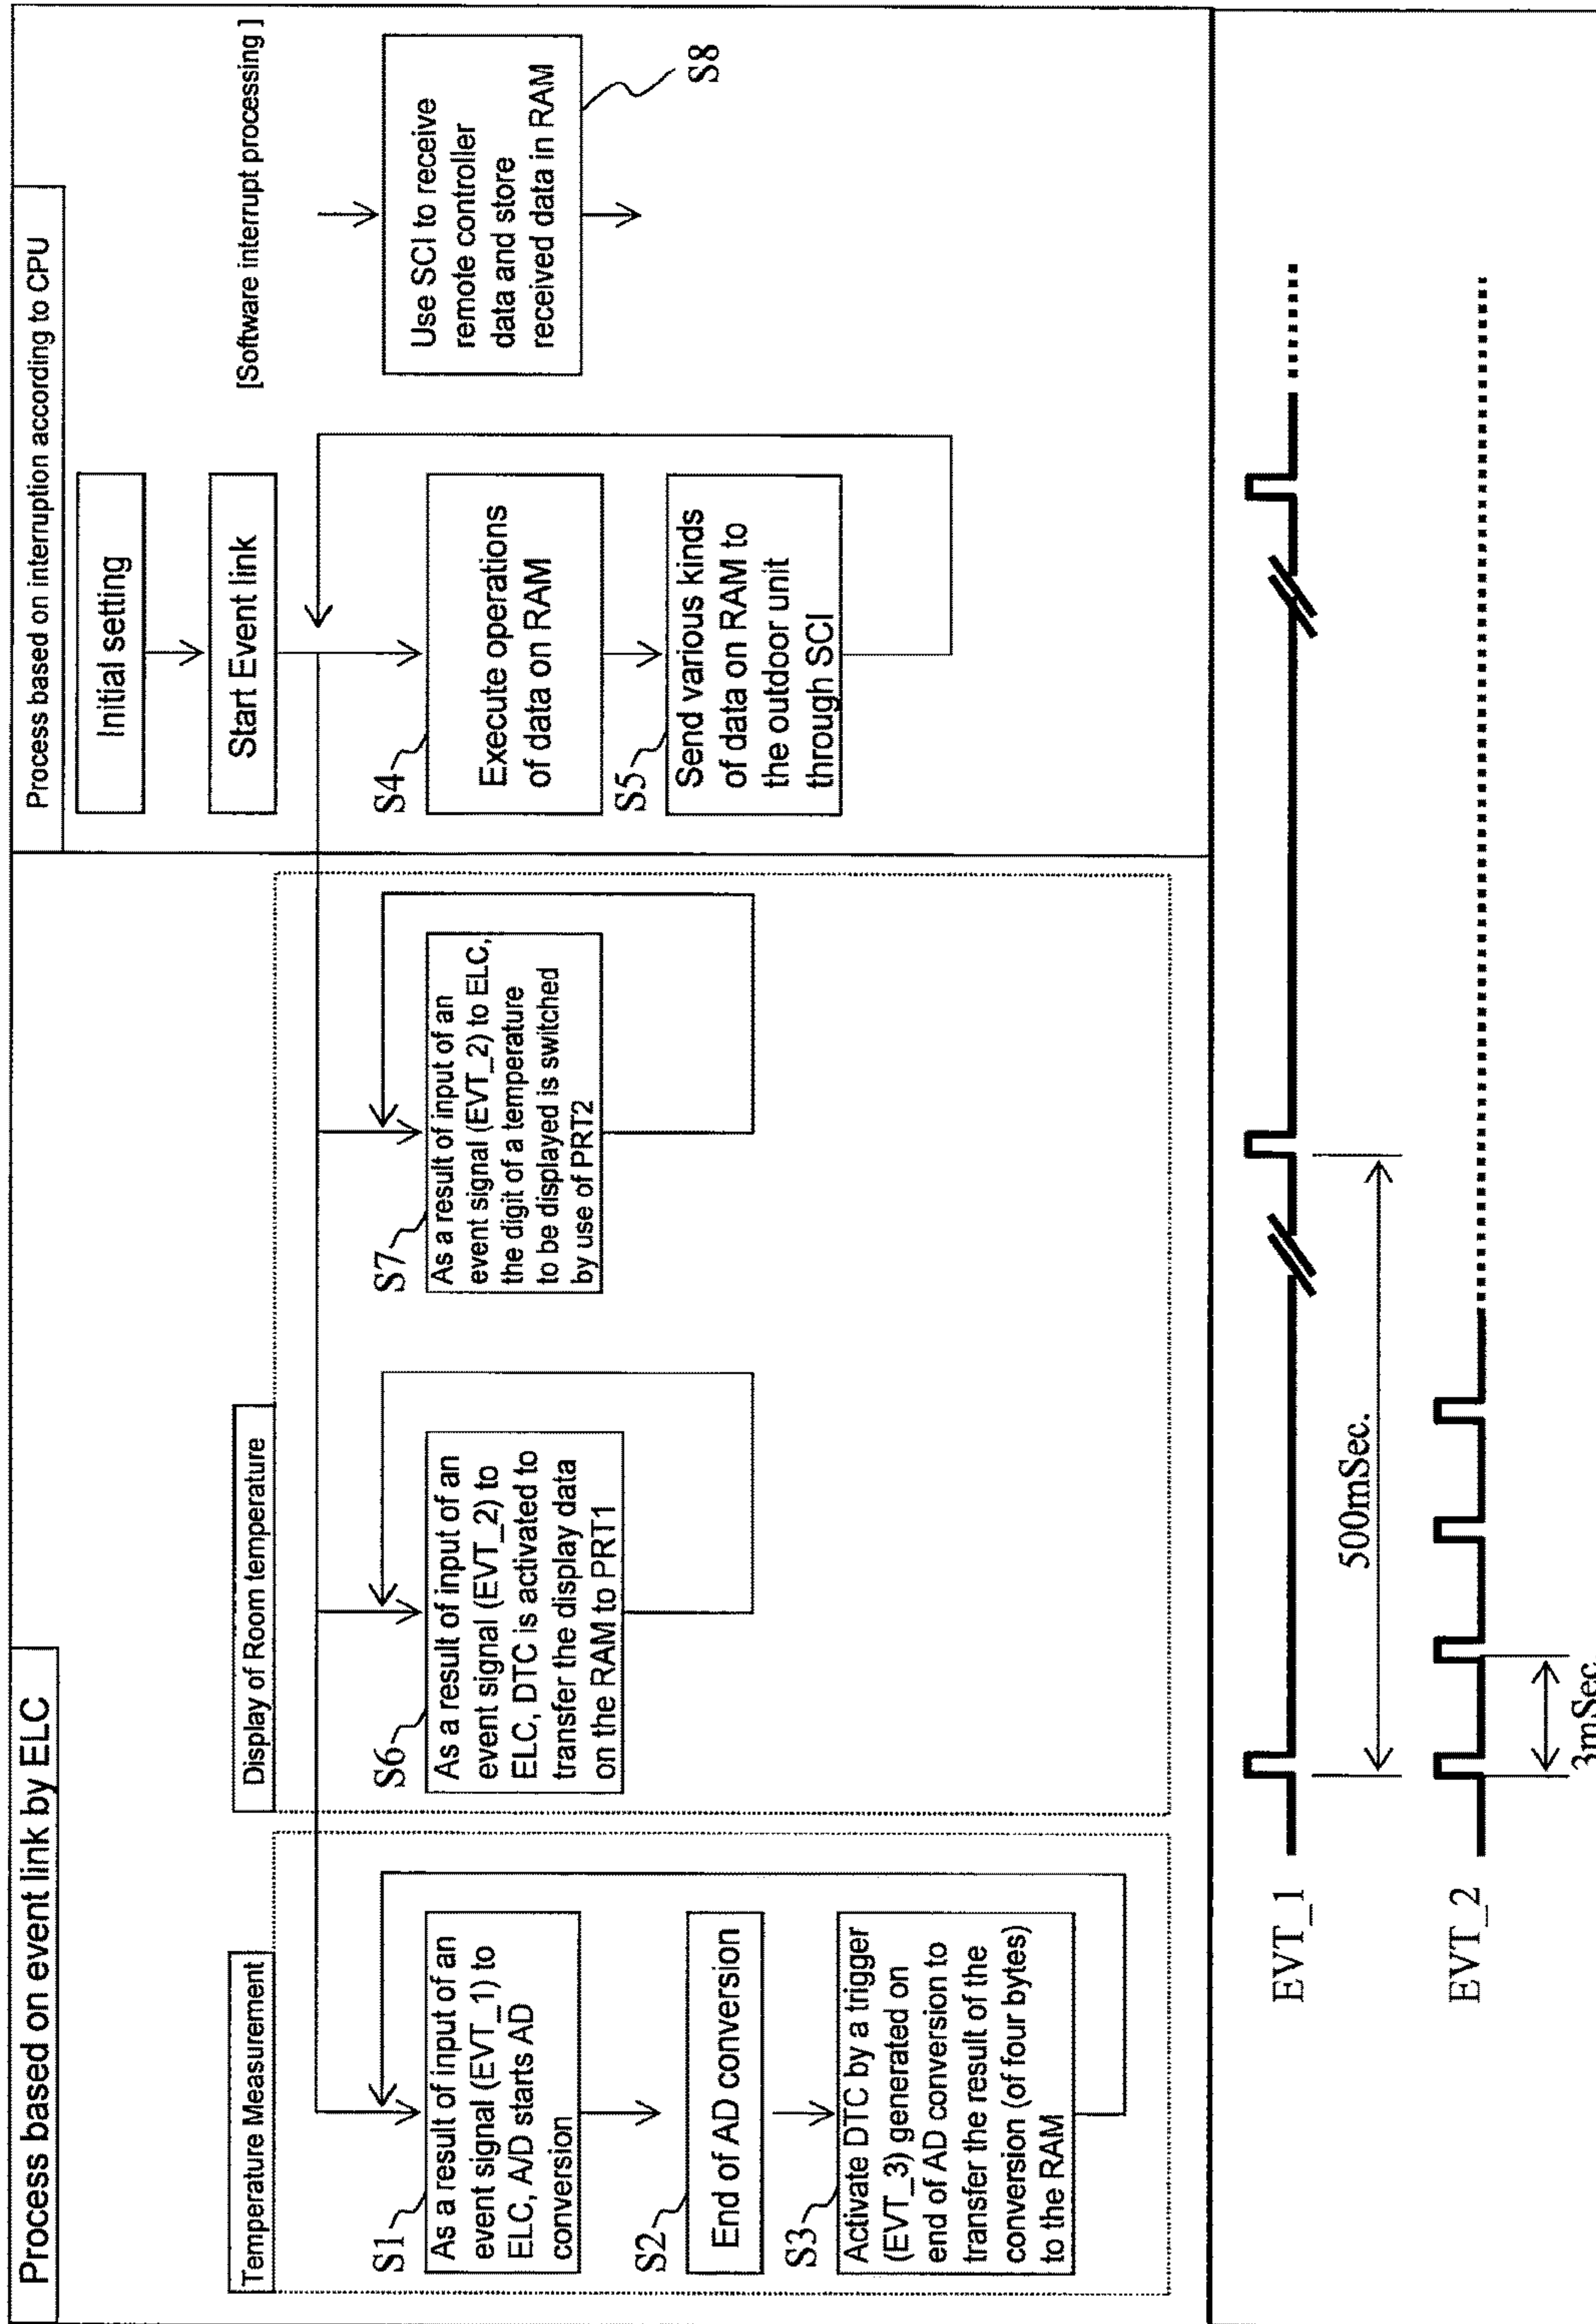 Process based on event link by ELC
Process based on interruption according to CPU
Temperature Measurement
Display of Room temperature
Initial setting
Start Event link
[Software interrupt processing ]
S1
As a result of input of an
event signal (EVT_1) to
ELC, A/D starts AD
conversion
S2
End of AD conversion
S3
Activate DTC by a trigger
(EVT_3) generated on
end of AD conversion to
transfer the result of the
conversion (of four bytes)
to the RAM
S6
As a result of input of an
event signal (EVT_2) to
ELC, DTC is activated to
transfer the display data
on the RAM to PRT1
S7
As a result of input of an
event signal (EVT_2) to ELC,
the digit of a temperature
to be displayed is switched
by use of PRT2
S4
Execute operations
of data on RAM
S5
Send various kinds
of data on RAM to
the outdoor unit
through SCI
Use SCI to receive
remote controller
data and store
received data in RAM
S8
EVT_1
500mSec.
EVT_2
3mSec